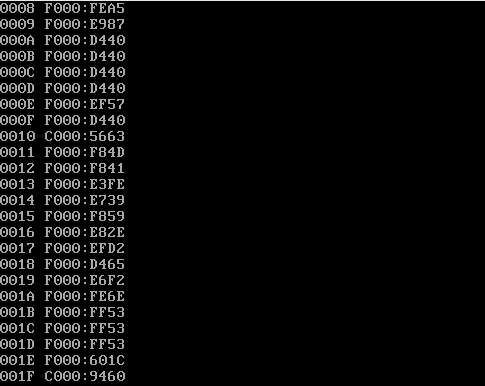 0008 F000:FEA5
0009 F000:E987
000A F000:D440
000B F000:D440
000C F000:D440
000D F000:D440
000E F000:EF57
000F F000:D440
0010 C000:5663
0011 F000:F84D
0012 F000:F841
0013 F000:E3FE
0014 F000:E739
0015 F000:F859
0016 F000:E82E
0017 F000:EFD2
0018 F000:D465
0019 F000:E6F2
001A F000:FE6E
001B F000:FF53
001C F000:FF53
001D F000:FF53
001E F000:601C
001F C000:9460